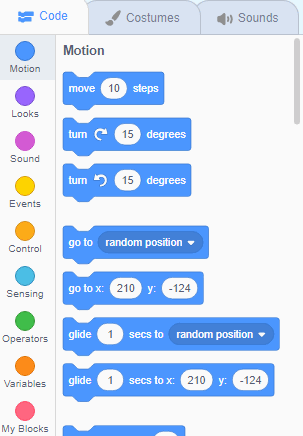 Code Costumes Sounds
Motion
Looks
Sound
Events
Control
Sensing
Operators
Variables
My Blocks
Motion
move 10 steps
turn 15 degrees
turn 15 degrees
go to random position
go to x: 210 y: -124
glide 1 secs to random position
glide 1 secs to x: 210 y: -124